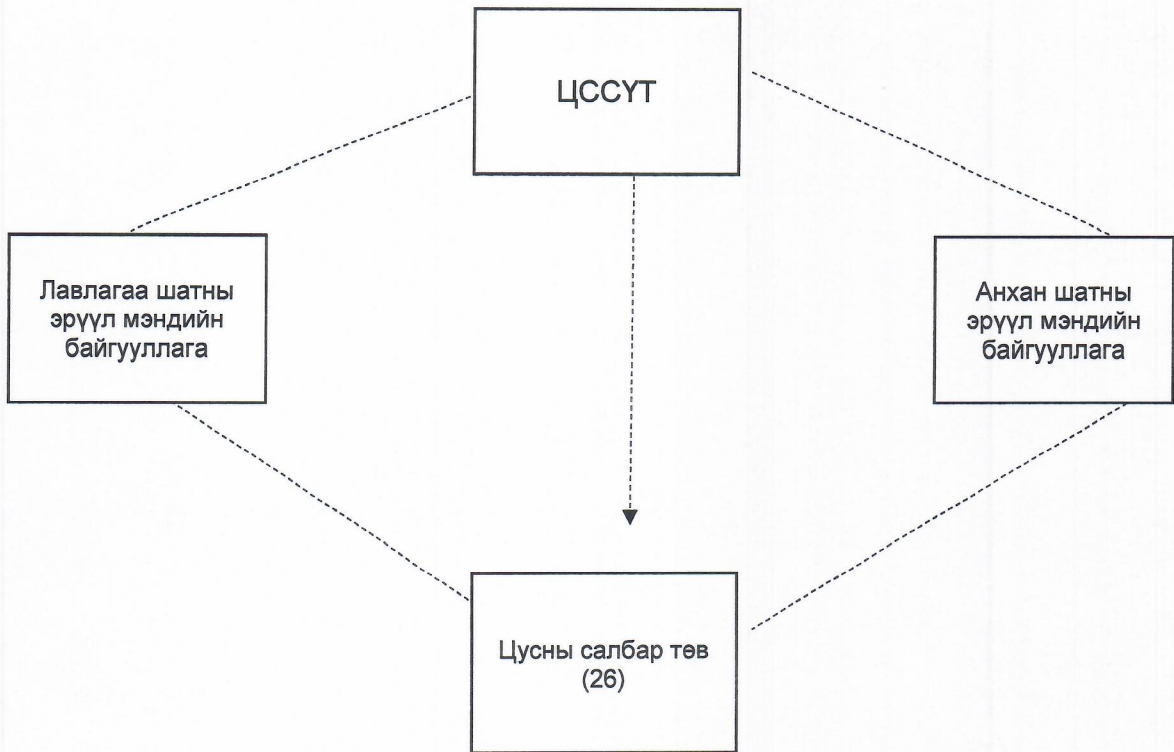 ЦССҮТ
Лавлагаа шатны
эрүүл мэндийн
байгууллага
Анхан шатны
эрүүл мэндийн
байгууллага
Цусны салбар төв
(26)